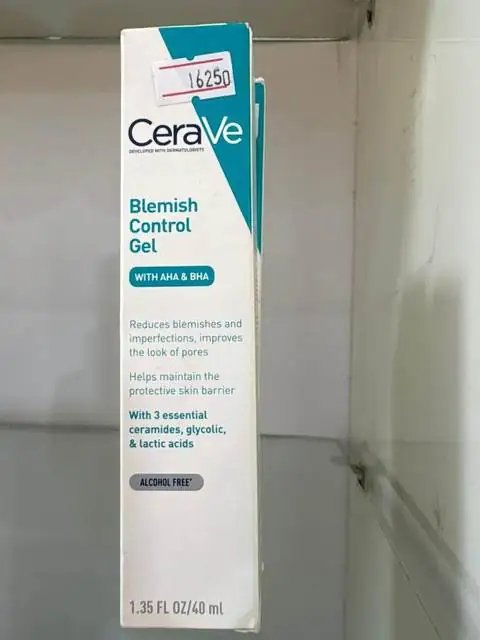 16250
CeraVe
DEVELOPED WITH DERMATOLOGISTS
Blemish
Control
Gel
WITH AHA & BHA
Reduces blemishes and
imperfections, improves
the look of pores
Helps maintain the
protective skin barrier
With 3 essential
ceramides, glycolic,
& lactic acids
ALCOHOL FREE*
1.35 FL OZ/40 ml